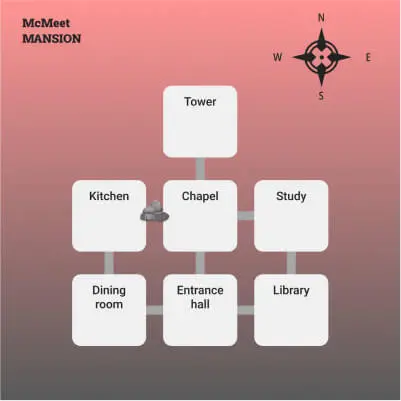 McMeet
MANSION
N
W
E
S
Tower
Kitchen
Chapel
Study
Dining
room
Entrance
hall
Library